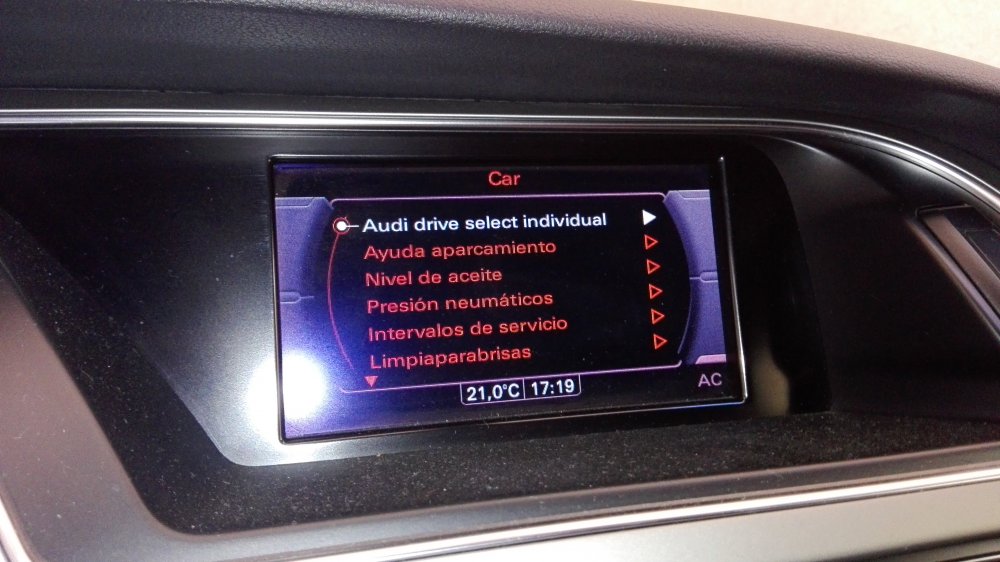 Car
Audi drive select individual
Ayuda aparcamiento
Nivel de aceite
Presión neumáticos
Intervalos de servicio
Limpiaparabrisas
21,0°C 17:19
AC